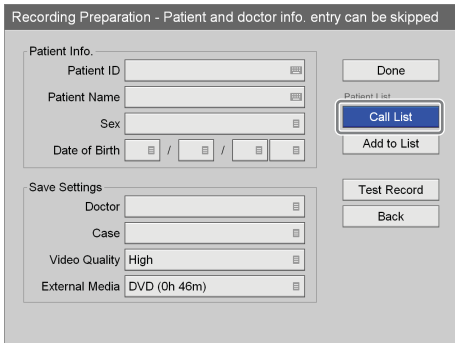 Recording Preparation - Patient and doctor info. entry can be skipped
Patient Info.
Patient ID
Done
Patient List
Patient Name
Call List
Sex
Add to List
Date of Birth / /
Save Settings
Test Record
Doctor
Back
Case
Video Quality High
External Media DVD (0h 46m)